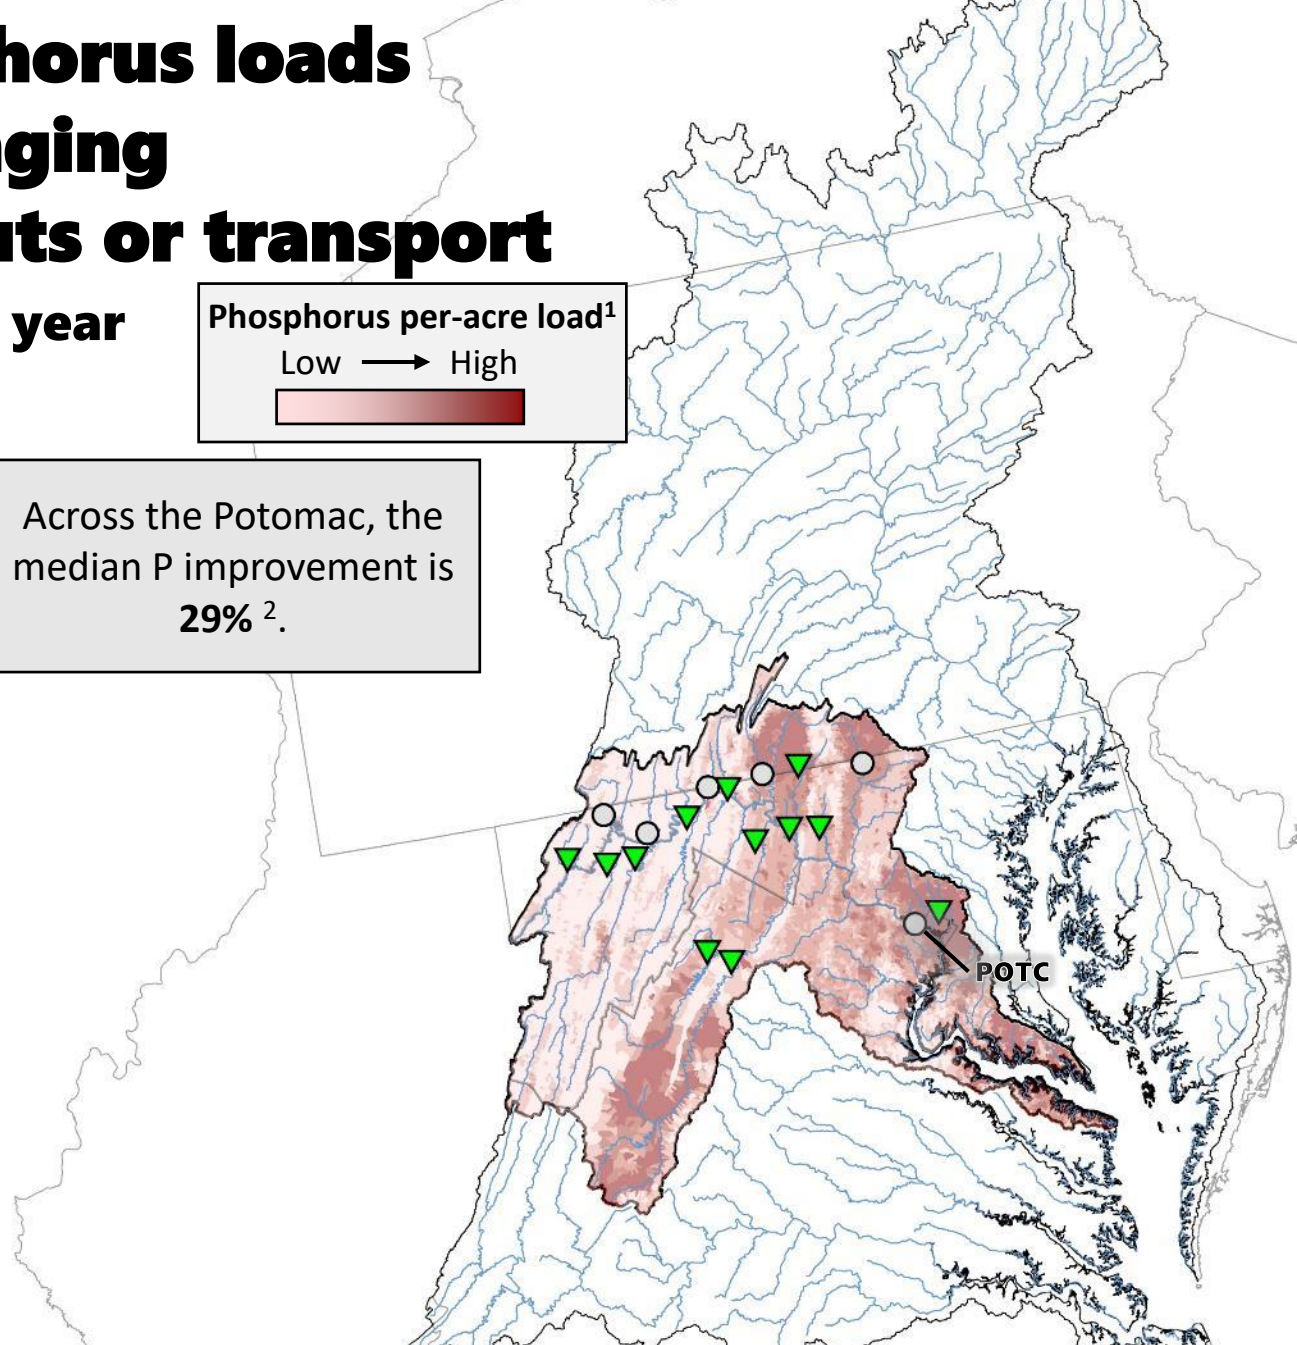 horus loads
ging
ts or transport
year
Phosphorus per-acre load1
Low → High
Across the Potomac, the
median P improvement is
29% 2.
POTC